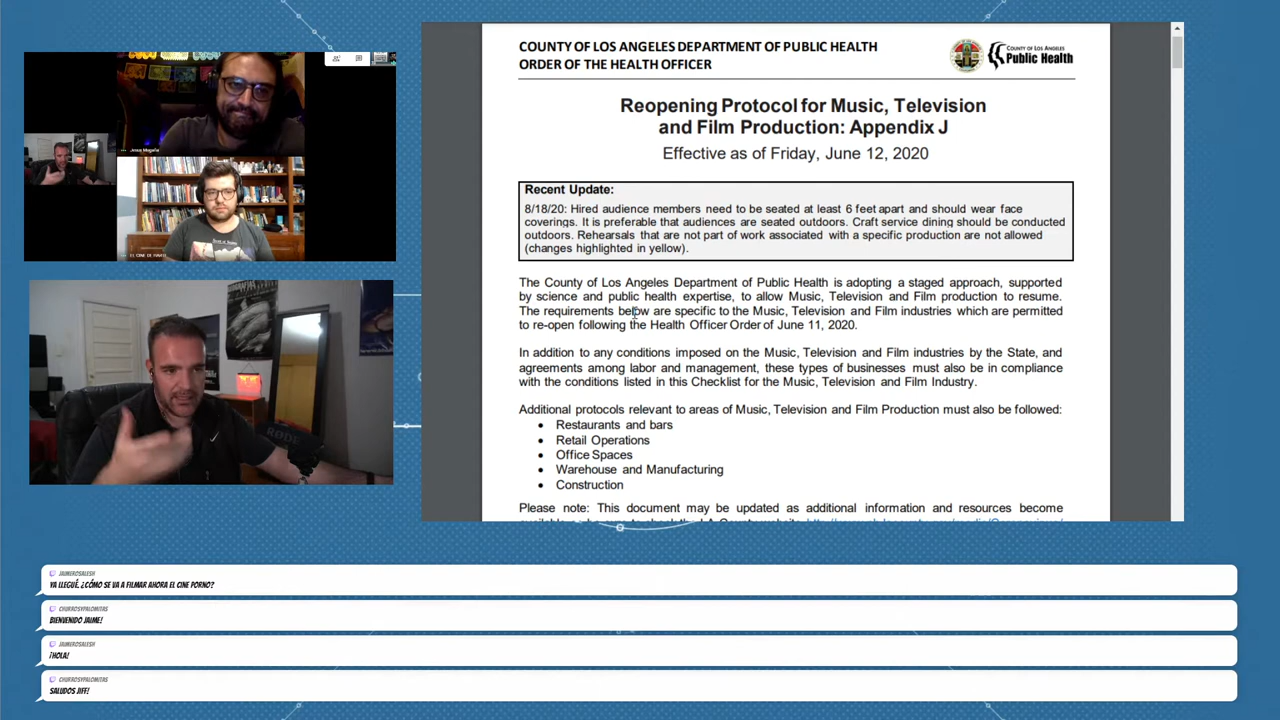 Jesus Magaña
EL CINE DE HAWIE
RODE
COUNTY OF LOS ANGELES DEPARTMENT OF PUBLIC HEALTH
ORDER OF THE HEALTH OFFICER
COUNTY OF LOS ANGELES
Public Health
Reopening Protocol for Music, Television
and Film Production: Appendix J
Effective as of Friday, June 12, 2020
Recent Update:
8/18/20: Hired audience members need to be seated at least 6 feet apart and should wear face
coverings. It is preferable that audiences are seated outdoors. Craft service dining should be conducted
outdoors. Rehearsals that are not part of work associated with a specific production are not allowed
(changes highlighted in yellow).
The County of Los Angeles Department of Public Health is adopting a staged approach, supported
by science and public health expertise, to allow Music, Television and Film production to resume.
The requirements below are specific to the Music, Television and Film industries which are permitted
to re-open following the Health Officer Order of June 11, 2020.
In addition to any conditions imposed on the Music, Television and Film industries by the State, and
agreements among labor and management, these types of businesses must also be in compliance
with the conditions listed in this Checklist for the Music, Television and Film Industry.
Additional protocols relevant to areas of Music, Television and Film Production must also be followed:
• Restaurants and bars
• Retail Operations
• Office Spaces
• Warehouse and Manufacturing
• Construction
Please note: This document may be updated as additional information and resources become
JAIMEROSALESH
YA LLEGUÉ. ¿CÓMO SE VA A FILMAR AHORA EL CINE PORNO?
CHURROSYPALOMITAS
BIENVENIDO JAIME!
JAIMEROSALESH
¡HOLA!
CHURROSYPALOMITAS
SALUDOS JIFF!